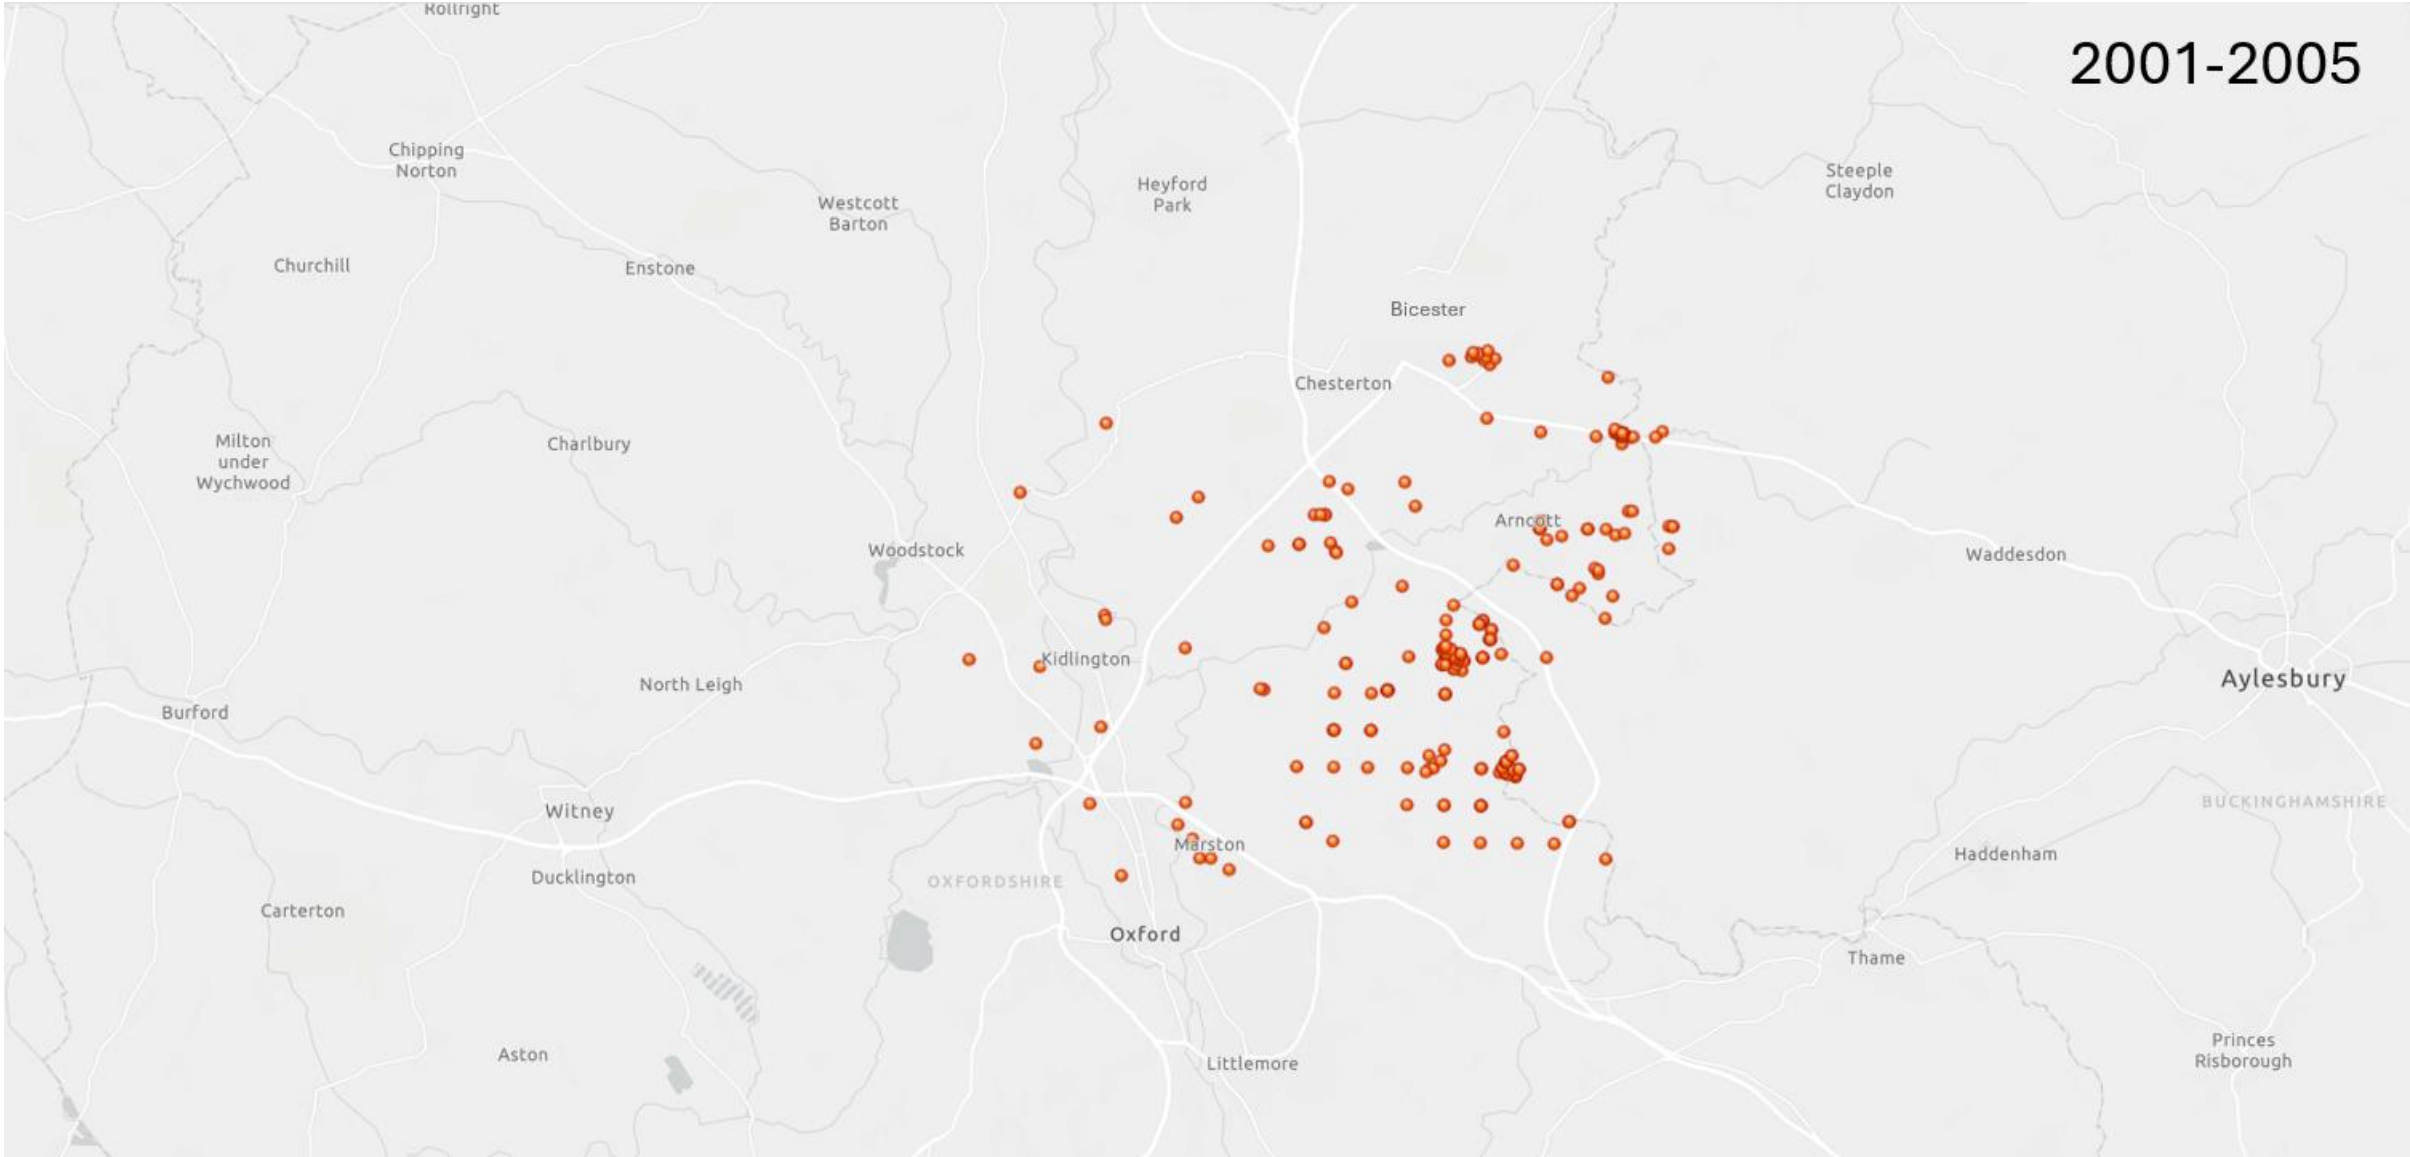 Rollright
2001-2005
Chipping
Norton
Heyford
Park
Steeple
Claydon
Westcott
Barton
Churchill
Enstone
Bicester
Chesterton
Milton
under
Wychwood
Charlbury
Arncott
Woodstock
Waddesdon
Kidlington
North Leigh
Aylesbury
Burford
BUCKINGHAMSHIRE
Witney
Marston
Haddenham
Ducklington
OXFORDSHIRE
Carterton
Oxford
Thame
Aston
Littlemore
Princes
Risborough